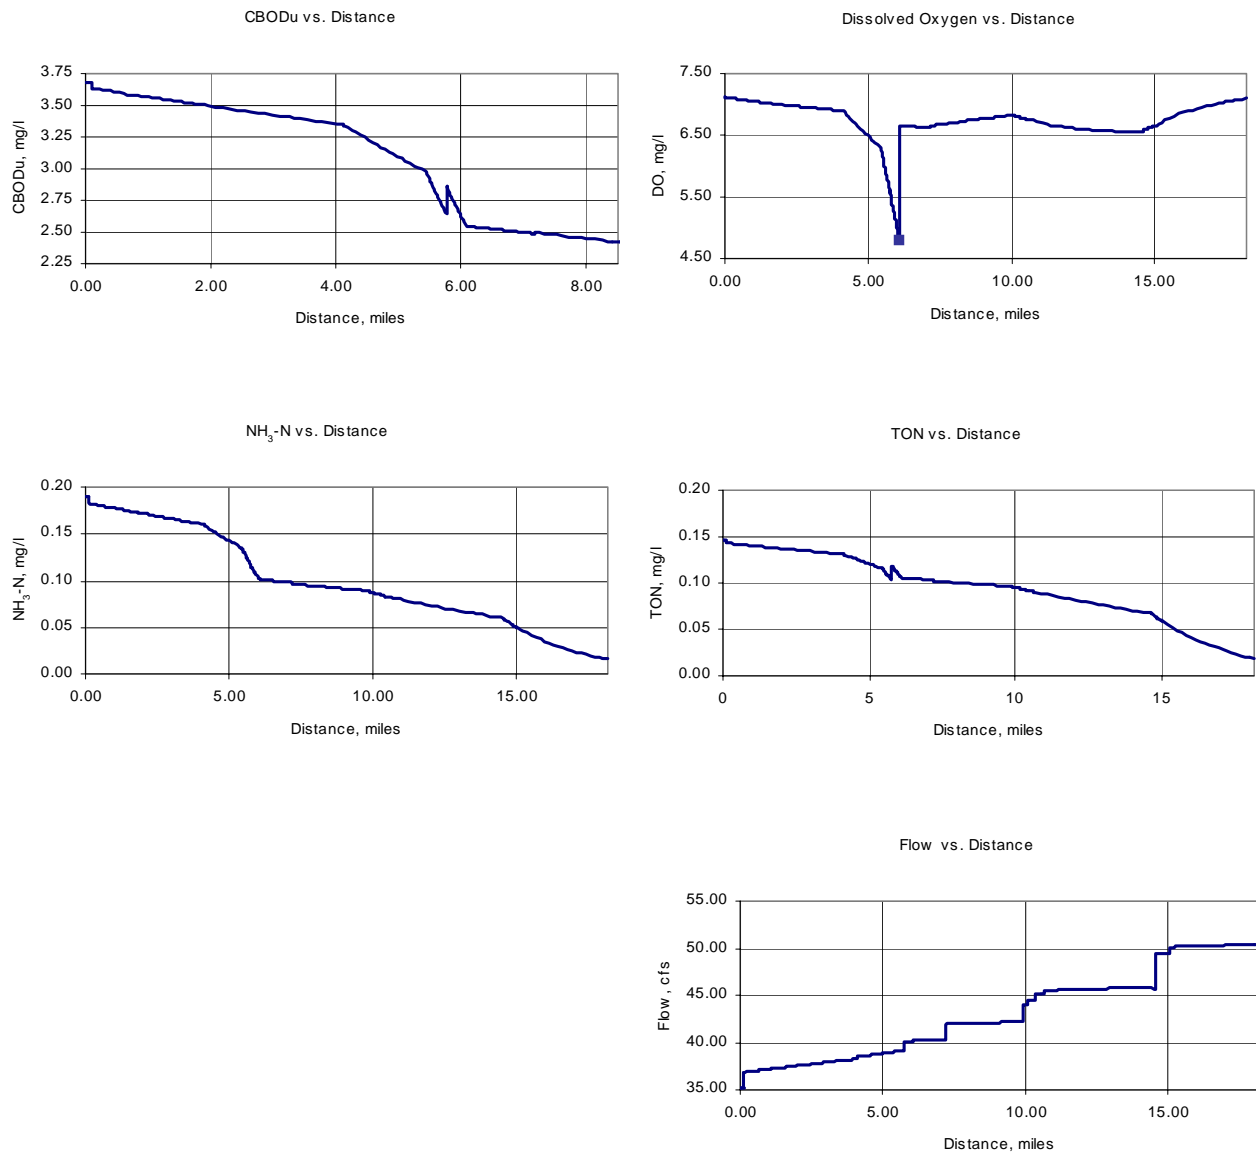 CBODu vs. Distance
3.75
3.50
3.25
3.00
2.75
2.50
2.25
CBODu, mg/l
0.00 2.00 4.00 6.00 8.00
Distance, miles
Dissolved Oxygen vs. Distance
7.50
6.50
5.50
4.50
DO, mg/l
0.00 5.00 10.00 15.00
Distance, miles
NH3-N vs. Distance
0.20
0.15
0.10
0.05
0.00
NH3-N, mg/l
0.00 5.00 10.00 15.00
Distance, miles
TON vs. Distance
0.20
0.15
0.10
0.05
0.00
TON, mg/l
0 5 10 15
Distance, miles
Flow vs. Distance
55.00
50.00
45.00
40.00
35.00
Flow, cfs
0.00 5.00 10.00 15.00
Distance, miles